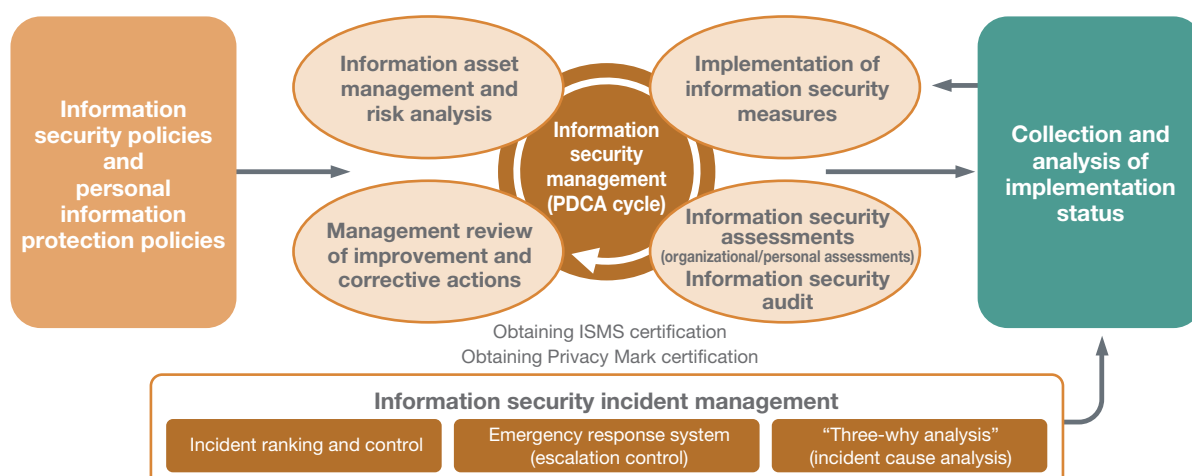 Information
security policies
and
personal
information
protection policies
Information asset
management and
risk analysis
Implementation of
information security
measures
Information
security
management
(PDCA cycle)
Management review
of improvement and
corrective actions
Information security
assessments
(organizational/personal assessments)
Information security
audit
Collection and
analysis of
implementation
status
Obtaining ISMS certification
Obtaining Privacy Mark certification
Information security incident management
Incident ranking and control
Emergency response system
(escalation control)
“Three-why analysis”
(incident cause analysis)